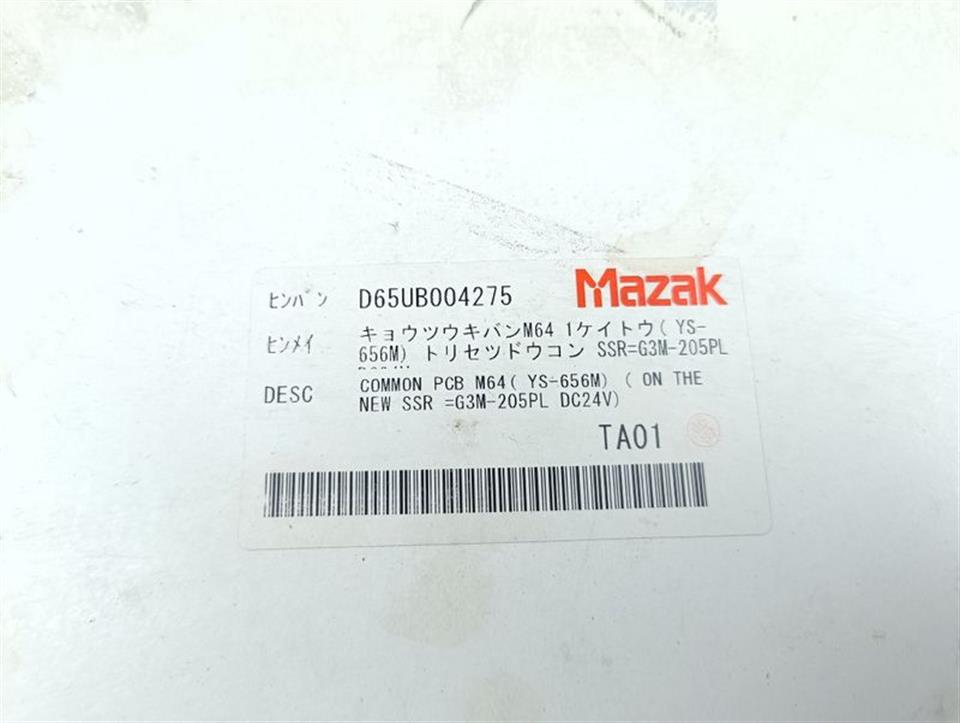 Mazak
ﾋﾝﾊﾞﾝ D65UB004275
ﾋﾝﾒｲ キョウツウキバンM64 1ケイトウ( YS-
656M) トリセツドウコン SSR=G3M-205PL
DESC COMMON PCB M64( YS-656M) ( ON THE
NEW SSR =G3M-205PL DC24V)
TA01